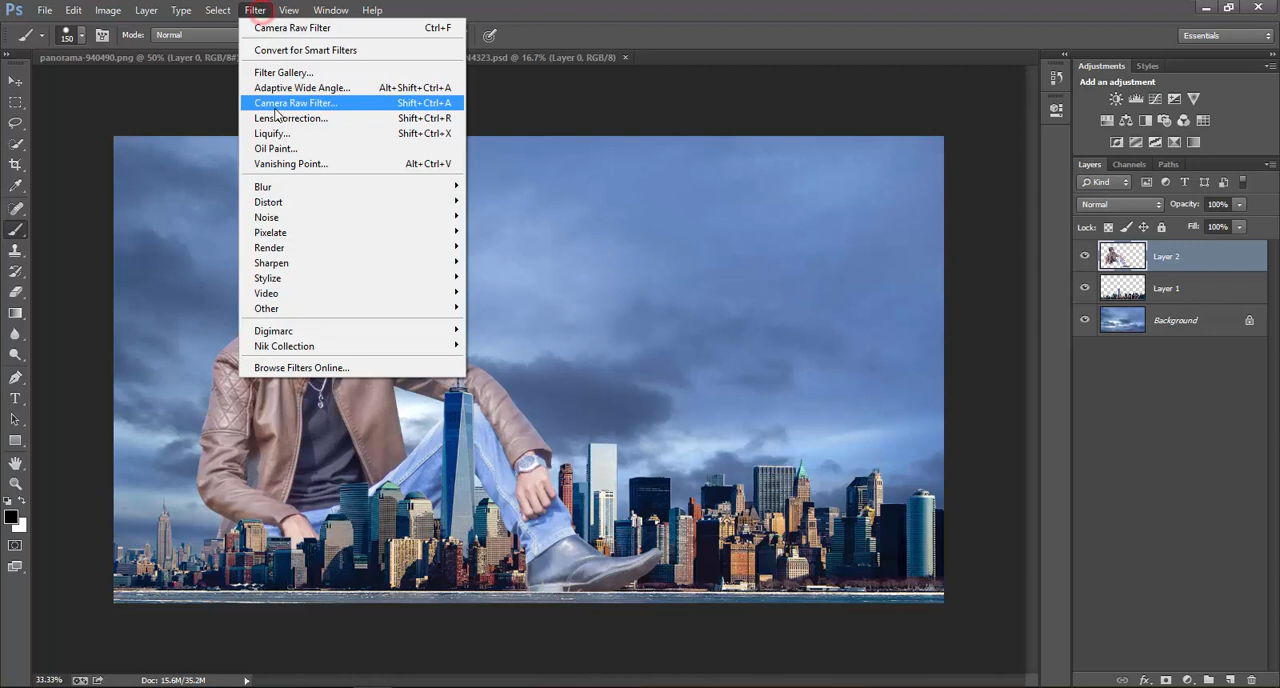 Ps File Edit Image Layer Type Select Filter View Window Help
150 Mode: Normal Essentials
panorama-940490.png @ 50% (Layer 0, RGB/8#) N4323.psd @ 16.7% (Layer 0, RGB/8) ×
Camera Raw Filter Ctrl+F
Convert for Smart Filters
Filter Gallery...
Adaptive Wide Angle... Alt+Shift+Ctrl+A
Camera Raw Filter... Shift+Ctrl+A
Lens Correction... Shift+Ctrl+R
Liquify... Shift+Ctrl+X
Oil Paint...
Vanishing Point... Alt+Ctrl+V
Blur
Distort
Noise
Pixelate
Render
Sharpen
Stylize
Video
Other
Digimarc
Nik Collection
Browse Filters Online...
Adjustments Styles
Add an adjustment
Layers Channels Paths
Kind
Normal Opacity: 100%
Lock: Fill: 100%
Layer 2
Layer 1
Background
33.33% Doc: 15.6M/35.2M